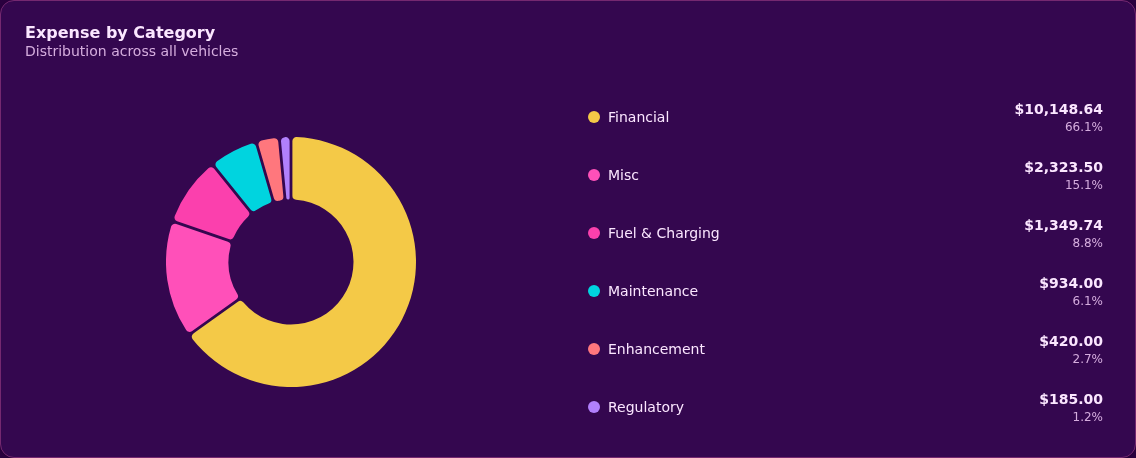 Expense by Category
Distribution across all vehicles
Financial
$10,148.64
66.1%
Misc
$2,323.50
15.1%
Fuel & Charging
$1,349.74
8.8%
Maintenance
$934.00
6.1%
Enhancement
$420.00
2.7%
Regulatory
$185.00
1.2%